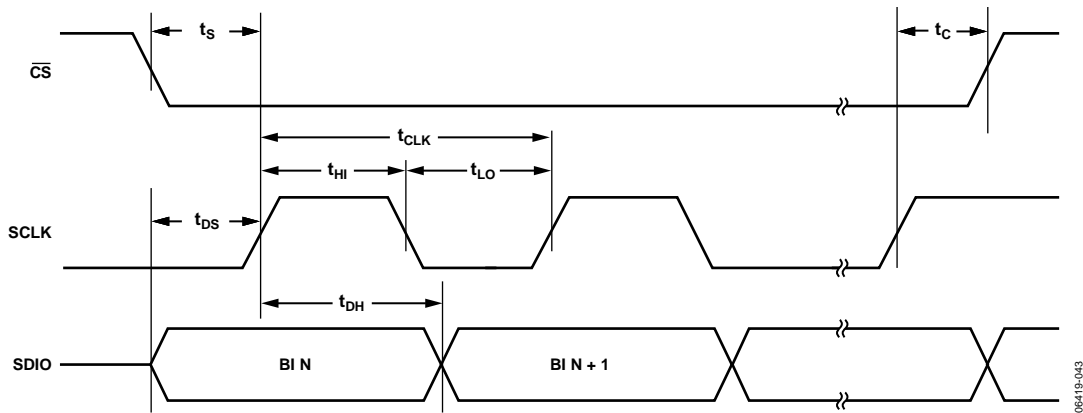 tS
tC
CS
tCLK
tHI
tLO
tDS
SCLK
tDH
SDIO
BI N
BI N + 1
06419-043